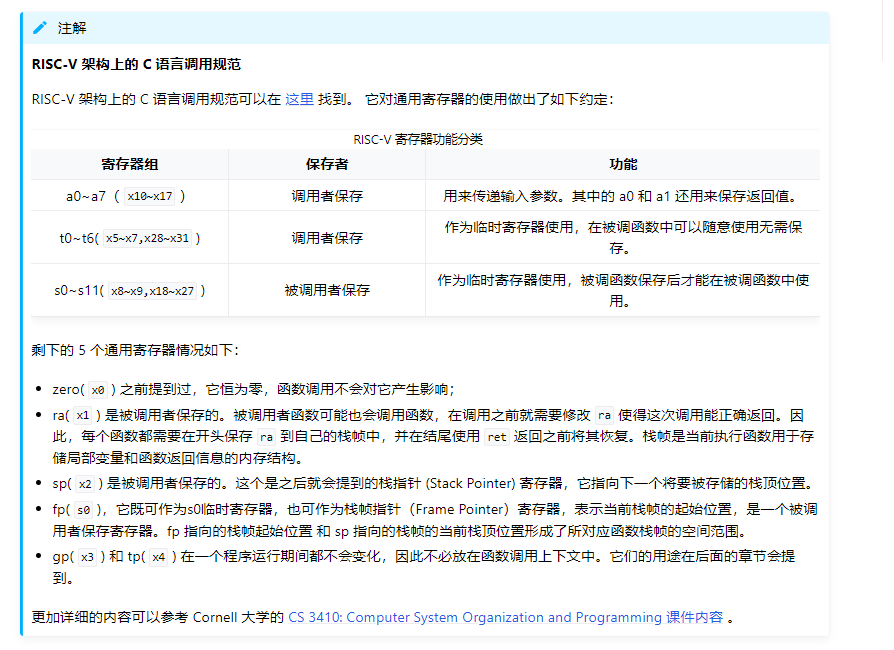 注解
RISC-V 架构上的 C 语言调用规范
RISC-V 架构上的 C 语言调用规范可以在 这里 找到。 它对通用寄存器的使用做出了如下约定：
RISC-V 寄存器功能分类
寄存器组 保存者 功能
a0~a7 （ x10~x17 ） 调用者保存 用来传递输入参数。其中的 a0 和 a1 还用来保存返回值。
t0~t6( x5~x7,x28~x31 ) 调用者保存 作为临时寄存器使用，在被调函数中可以随意使用无需保
存。
s0~s11( x8~x9,x18~x27 ) 被调用者保存 作为临时寄存器使用，被调函数保存后才能在被调函数中使
用。
剩下的 5 个通用寄存器情况如下：
• zero( x0 ) 之前提到过，它恒为零，函数调用不会对它产生影响；
• ra( x1 ) 是被调用者保存的。被调用者函数可能也会调用函数，在调用之前就需要修改 ra 使得这次调用能正确返回。因
此，每个函数都需要在开头保存 ra 到自己的栈帧中，并在结尾使用 ret 返回之前将其恢复。栈帧是当前执行函数用于存
储局部变量和函数返回信息的内存结构。
• sp( x2 ) 是被调用者保存的。这个是之后就会提到的栈指针 (Stack Pointer) 寄存器，它指向下一个将要被存储的栈顶位置。
• fp( s0 )，它既可作为s0临时寄存器，也可作为栈帧指针（Frame Pointer）寄存器，表示当前栈帧的起始位置，是一个被调
用者保存寄存器。fp 指向的栈帧起始位置 和 sp 指向的栈帧的当前栈顶位置形成了所对应函数栈帧的空间范围。
• gp( x3 ) 和 tp( x4 ) 在一个程序运行期间都不会变化，因此不必放在函数调用上下文中。它们的用途在后面的章节会提
到。
更加详细的内容可以参考 Cornell 大学的 CS 3410: Computer System Organization and Programming 课件内容 。